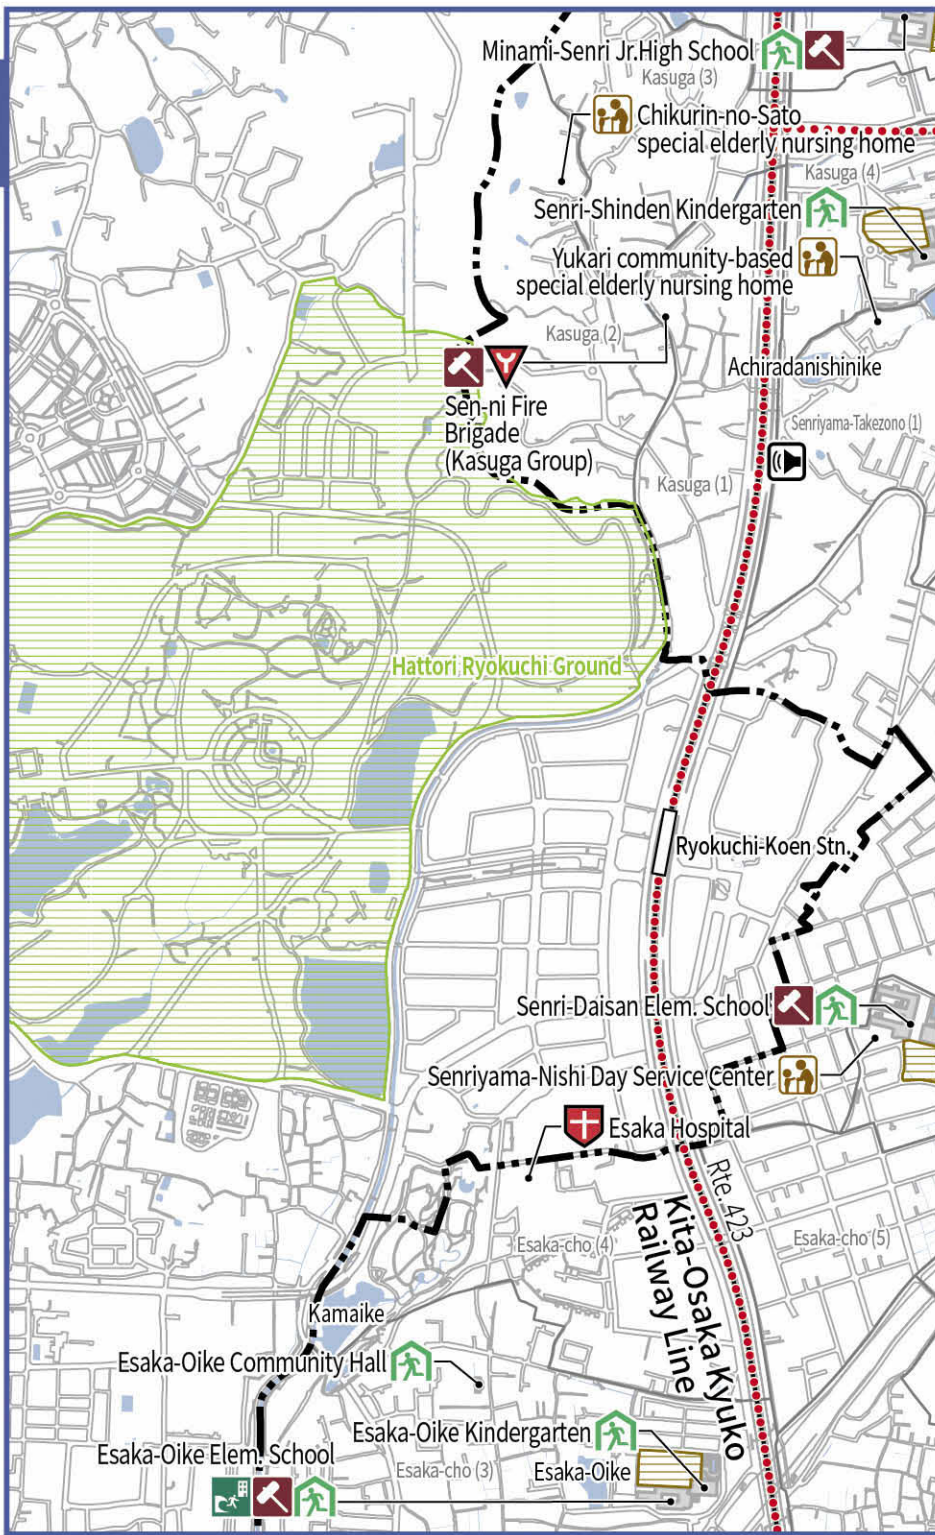 Minami-Senri Jr.High School
Kasuga (3)
Chikurin-no-Sato
special elderly nursing home
Kasuga (4)
Senri-Shinden Kindergarten
Yukari community-based
special elderly nursing home
Kasuga (2)
Achiradanishinike
Sen-ni Fire
Brigade
(Kasuga Group)
Senriyama-Takezono (1)
Kasuga (1)
Hattori Ryokuchi Ground
Ryokuchi-Koen Stn.
Senri-Daisan Elem. School
Senriyama-Nishi Day Service Center
Esaka Hospital
Rte. 423
Kita-Osaka Kyuko
Railway Line
Esaka-cho (4)
Esaka-cho (5)
Kamaike
Esaka-Oike Community Hall
Esaka-Oike Kindergarten
Esaka-Oike Elem. School
Esaka-cho (3)
Esaka-Oike